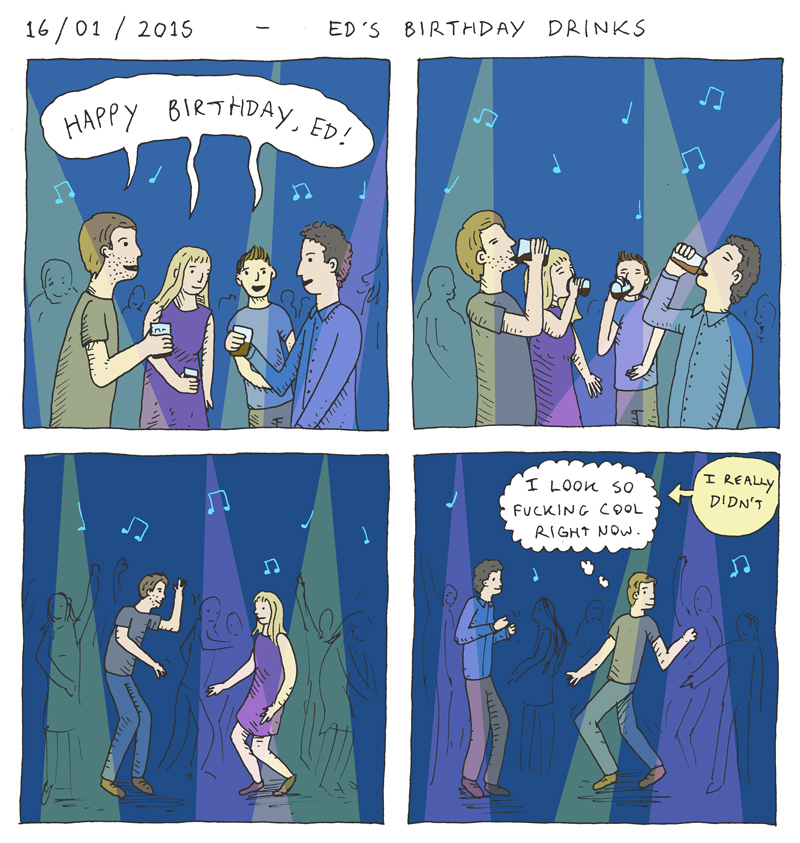 16/01/2015 - ED'S BIRTHDAY DRINKS
HAPPY BIRTHDAY, ED!
I LOOK SO
FUCKING COOL
RIGHT NOW.
I REALLY
DIDN'T